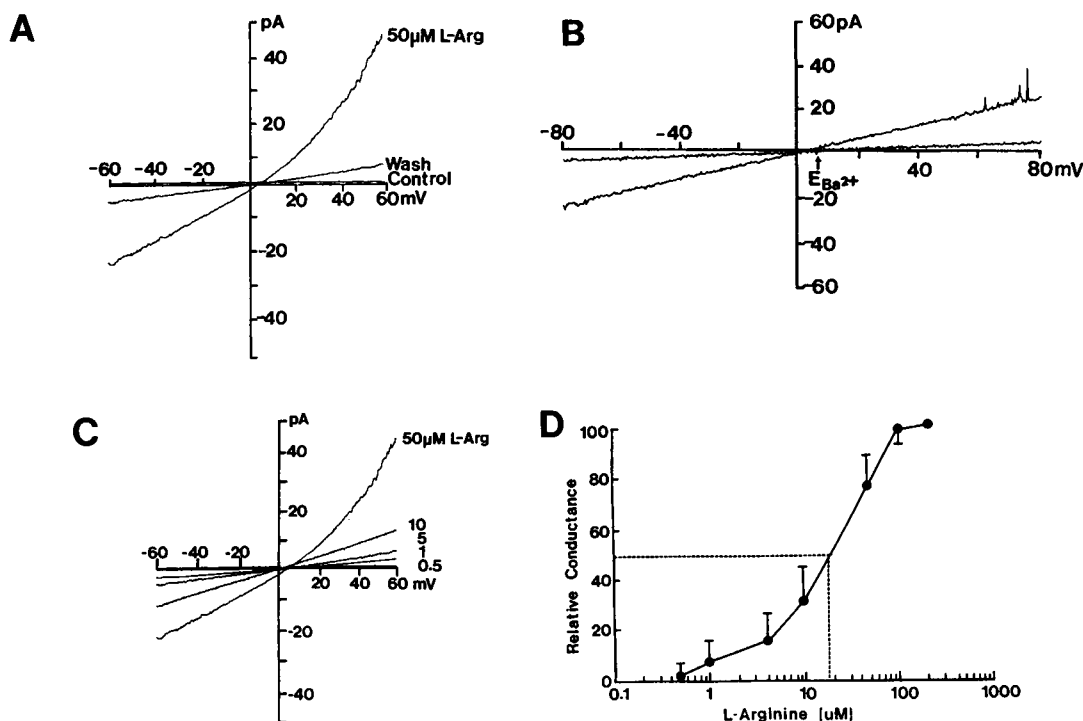 A
pA
50μM L-Arg
40
20
-60 -40 -20
Wash
Control
20 40 60mV
-20
-40
B
60pA
40
20
-80 -40
40 80mV
E Ba2+
-20
-40
-60
C
pA
50μM L-Arg
40
20
10
5
1
0.5
-60 -40 -20
20 40 60 mV
-20
-40
D
100
80
60
40
20
0
Relative Conductance
0.1 1 10 100 1000
L-Arginine [uM]